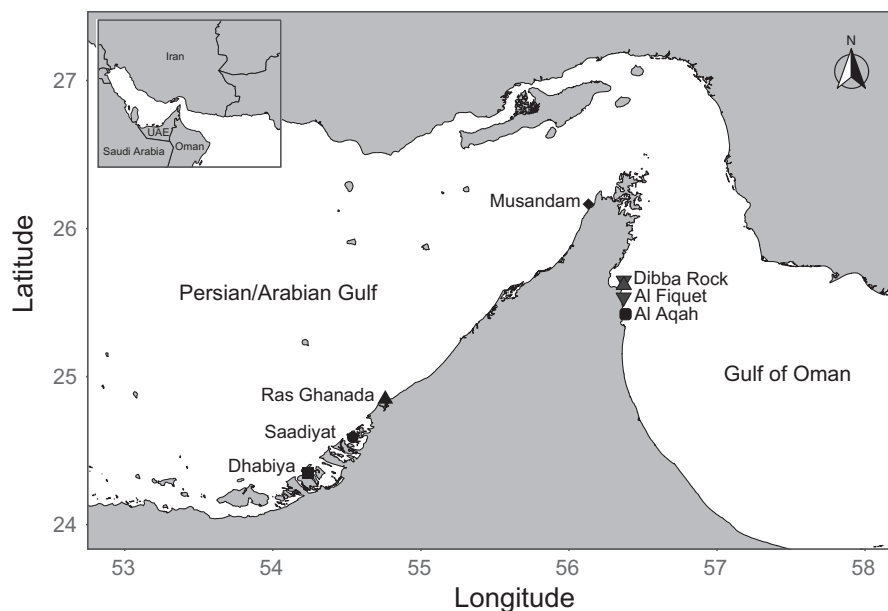 Iran
UAE
Oman
Saudi Arabia
N
27
26
25
24
Latitude
Musandam
Dibba Rock
Al Fiquet
Al Aqah
Persian/Arabian Gulf
Gulf of Oman
Ras Ghanada
Saadiyat
Dhabiya
53 54 55 56 57 58
Longitude